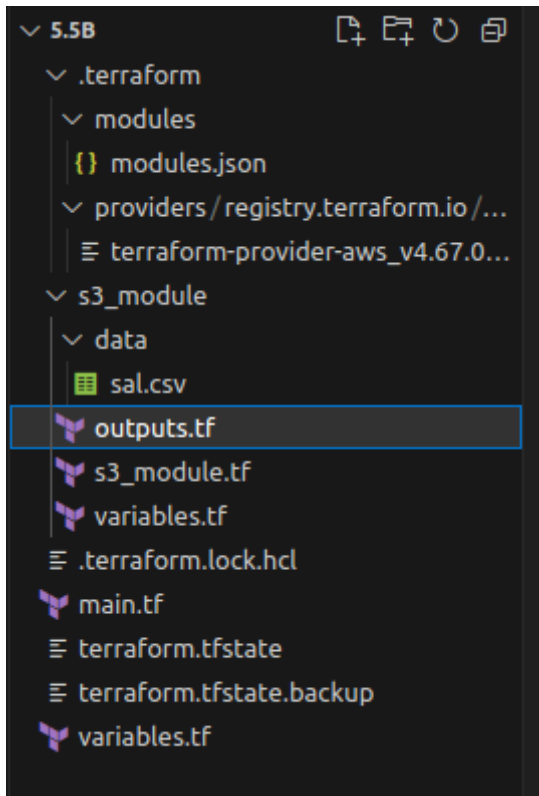 5.5B
.terraform
modules
{} modules.json
providers/registry.terraform.io/...
terraform-provider-aws_v4.67.0...
s3_module
data
sal.csv
outputs.tf
s3_module.tf
variables.tf
.terraform.lock.hcl
main.tf
terraform.tfstate
terraform.tfstate.backup
variables.tf